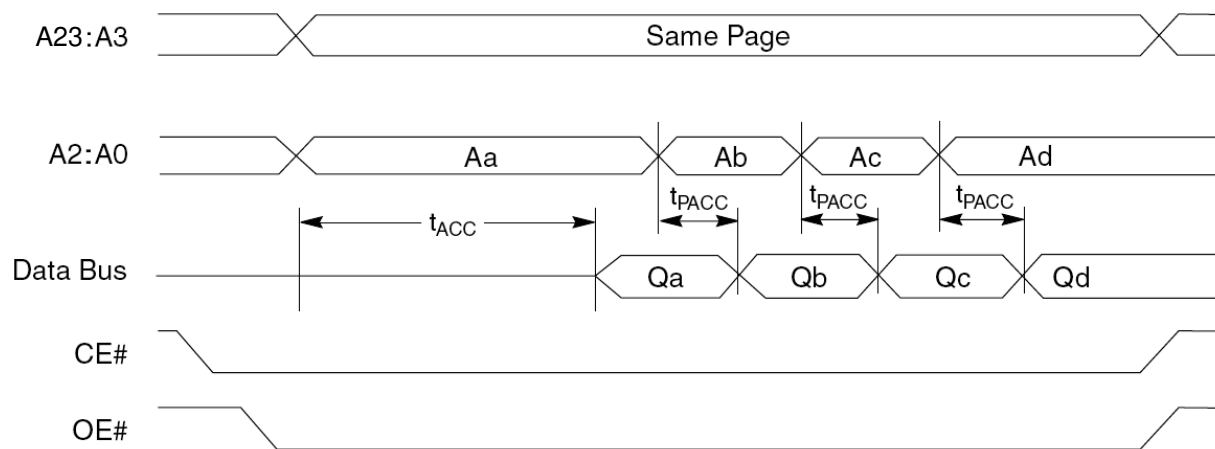 A23:A3 Same Page
A2:A0 Aa Ab Ac Ad
tPACC tPACC tPACC
tACC
Data Bus Qa Qb Qc Qd
CE#
OE#